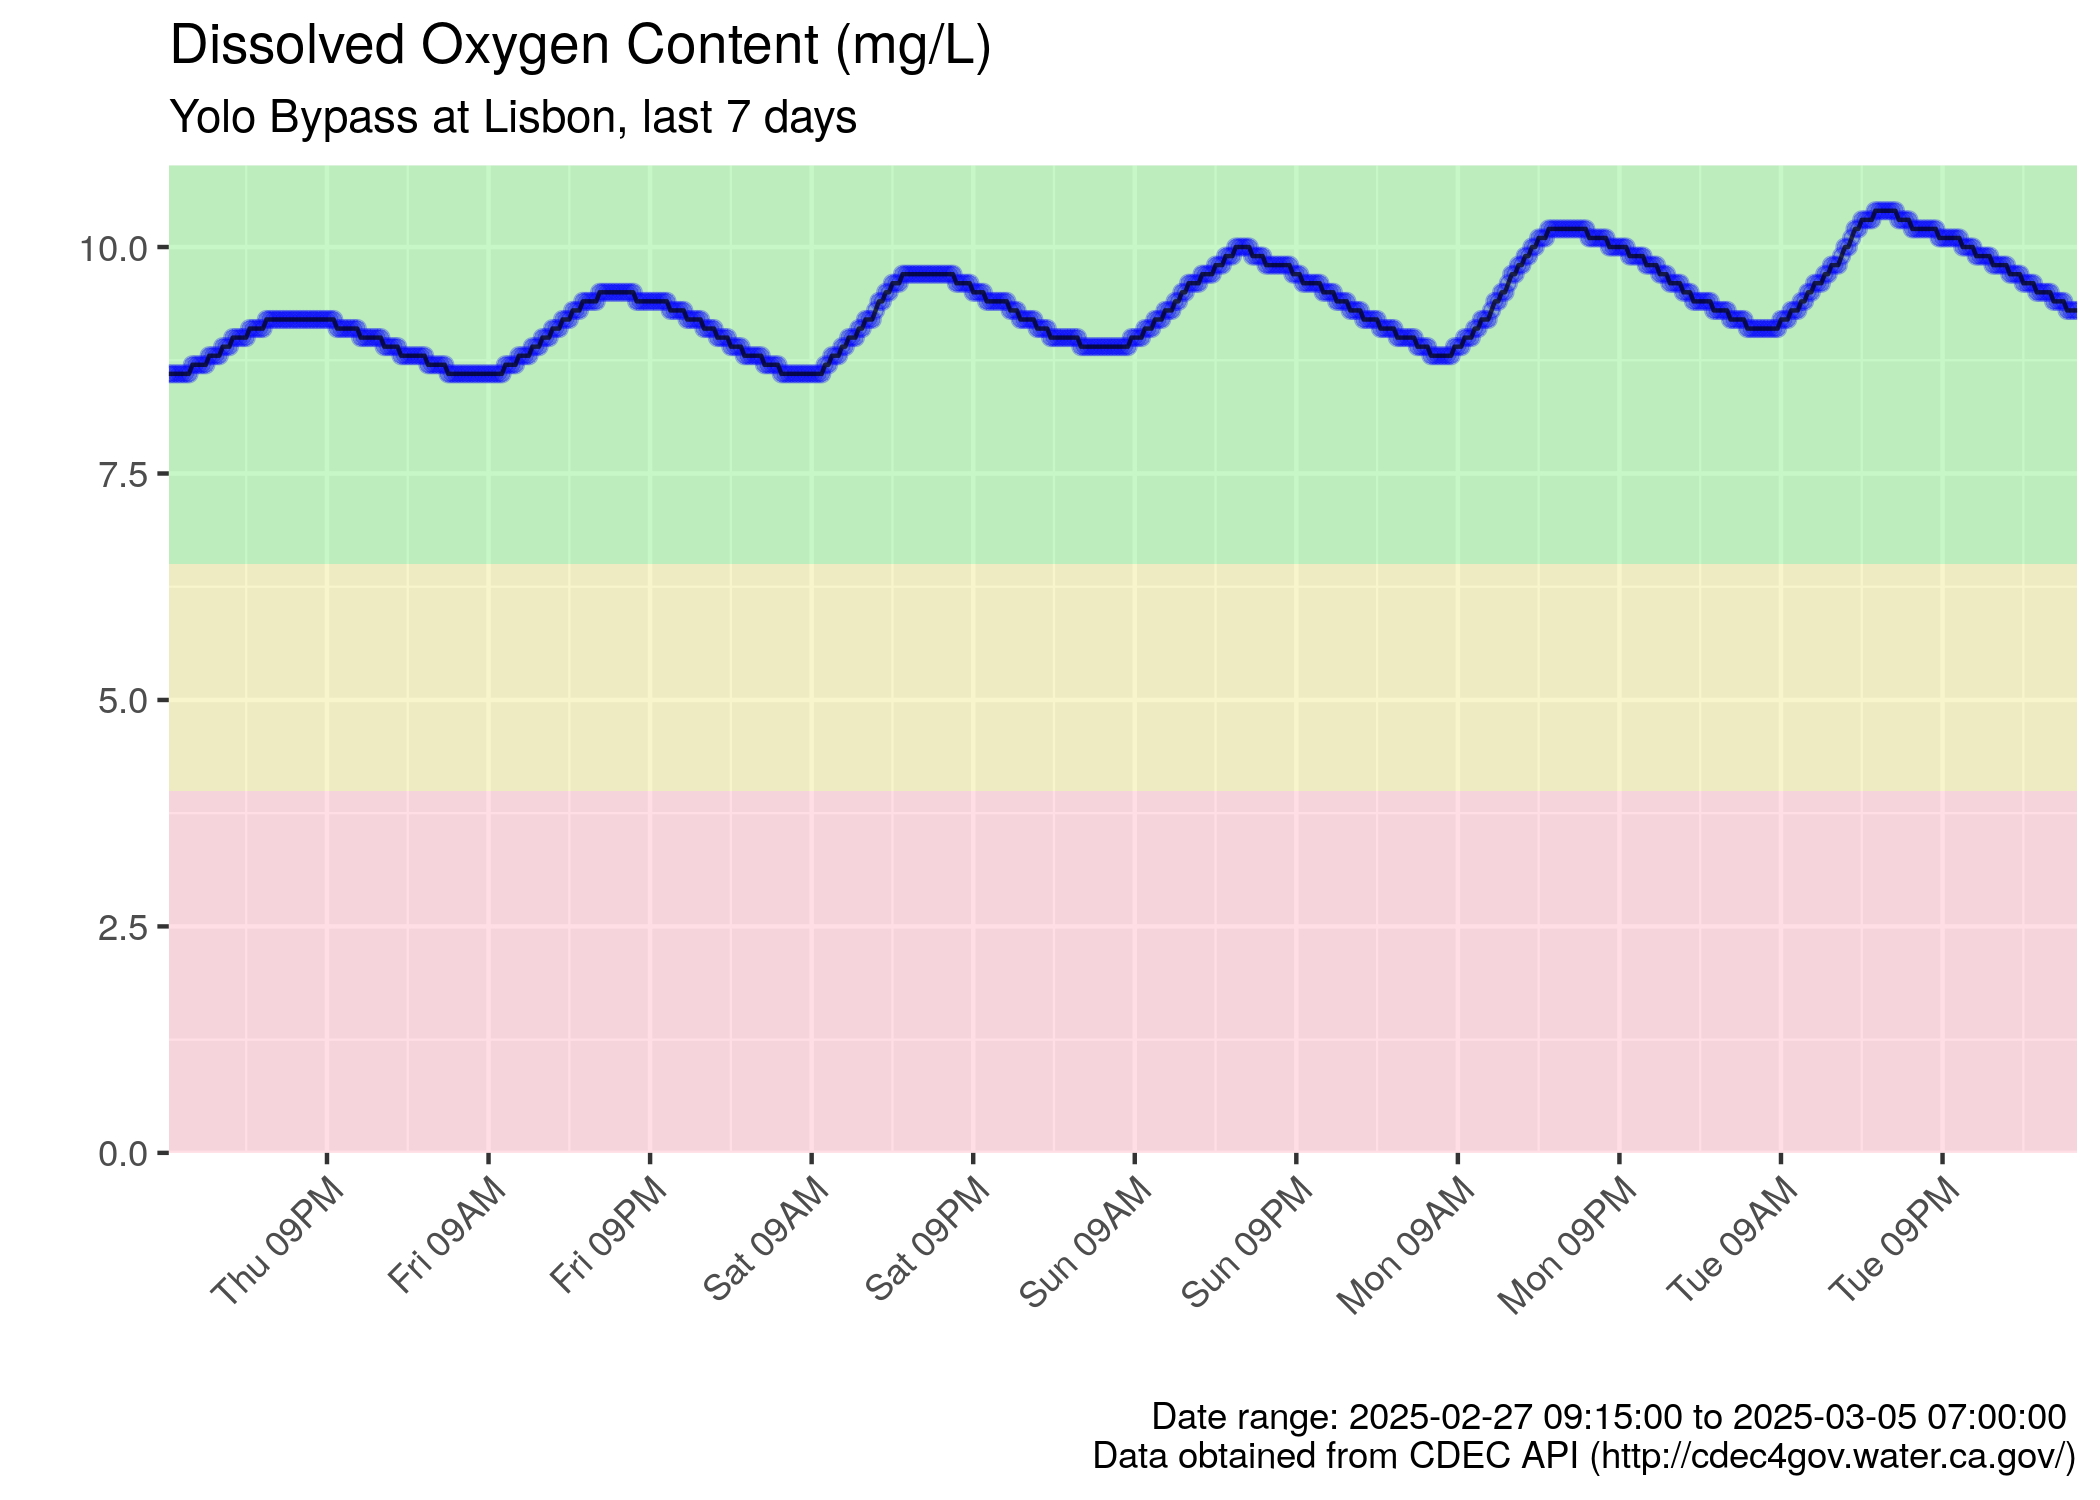 Dissolved Oxygen Content (mg/L)
Yolo Bypass at Lisbon, last 7 days
10.0
7.5
5.0
2.5
0.0
Thu 09PM
Fri 09AM
Fri 09PM
Sat 09AM
Sat 09PM
Sun 09AM
Sun 09PM
Mon 09AM
Mon 09PM
Tue 09AM
Tue 09PM
Date range: 2025-02-27 09:15:00 to 2025-03-05 07:00:00
Data obtained from CDEC API (http://cdec4gov.water.ca.gov/)